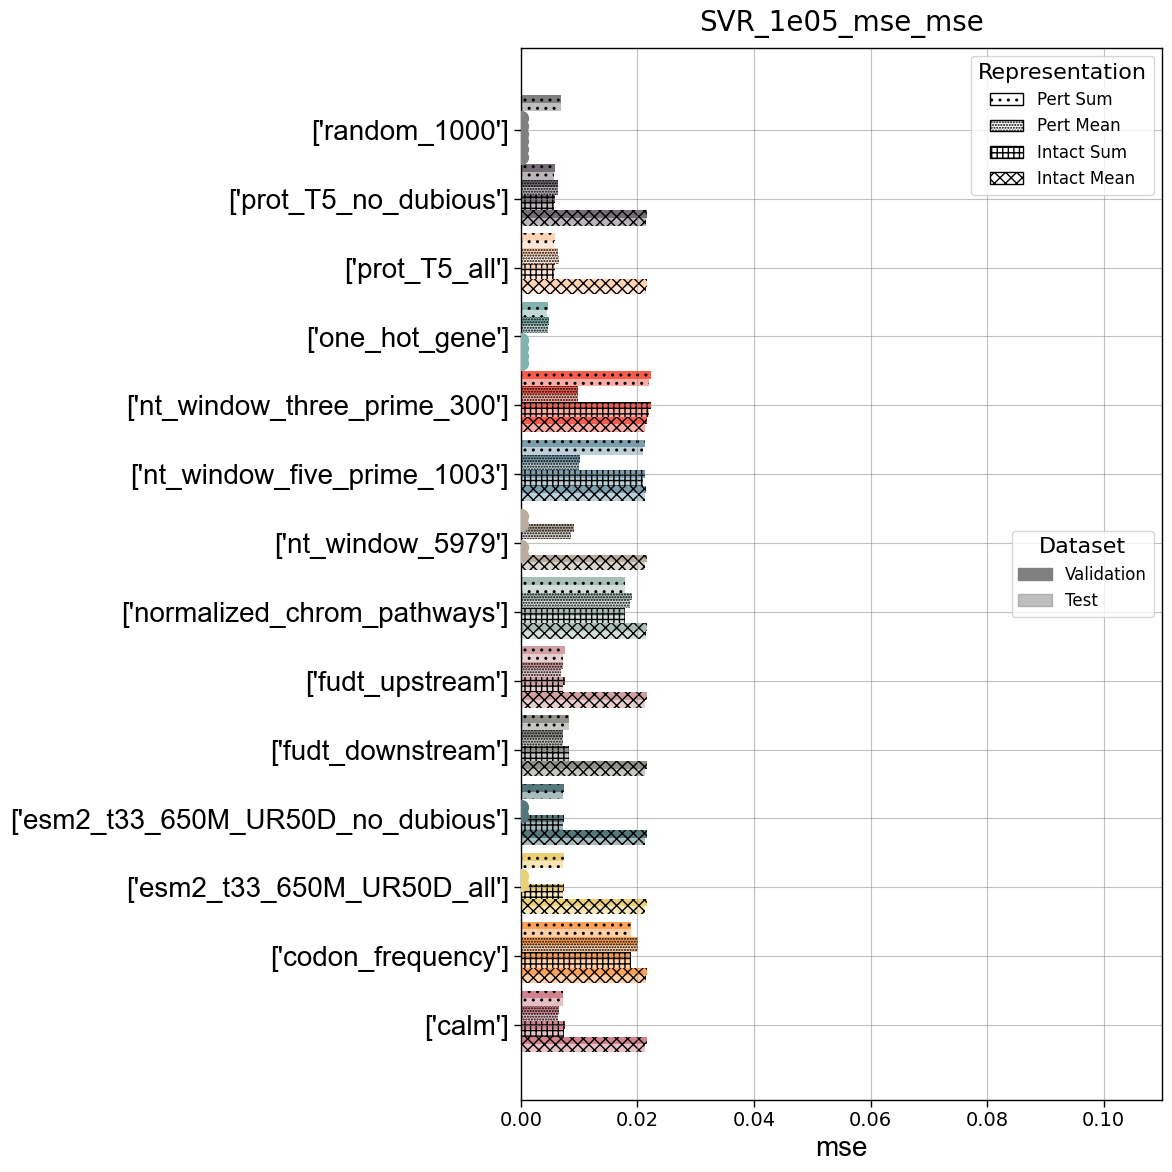 SVR_1e05_mse_mse
Representation
Pert Sum
Pert Mean
Intact Sum
Intact Mean
['random_1000']
['prot_T5_no_dubious']
['prot_T5_all']
['one_hot_gene']
['nt_window_three_prime_300']
['nt_window_five_prime_1003']
['nt_window_5979']
Dataset
Validation
Test
['normalized_chrom_pathways']
['fudt_upstream']
['fudt_downstream']
['esm2_t33_650M_UR50D_no_dubious']
['esm2_t33_650M_UR50D_all']
['codon_frequency']
['calm']
0.00 0.02 0.04 0.06 0.08 0.10
mse